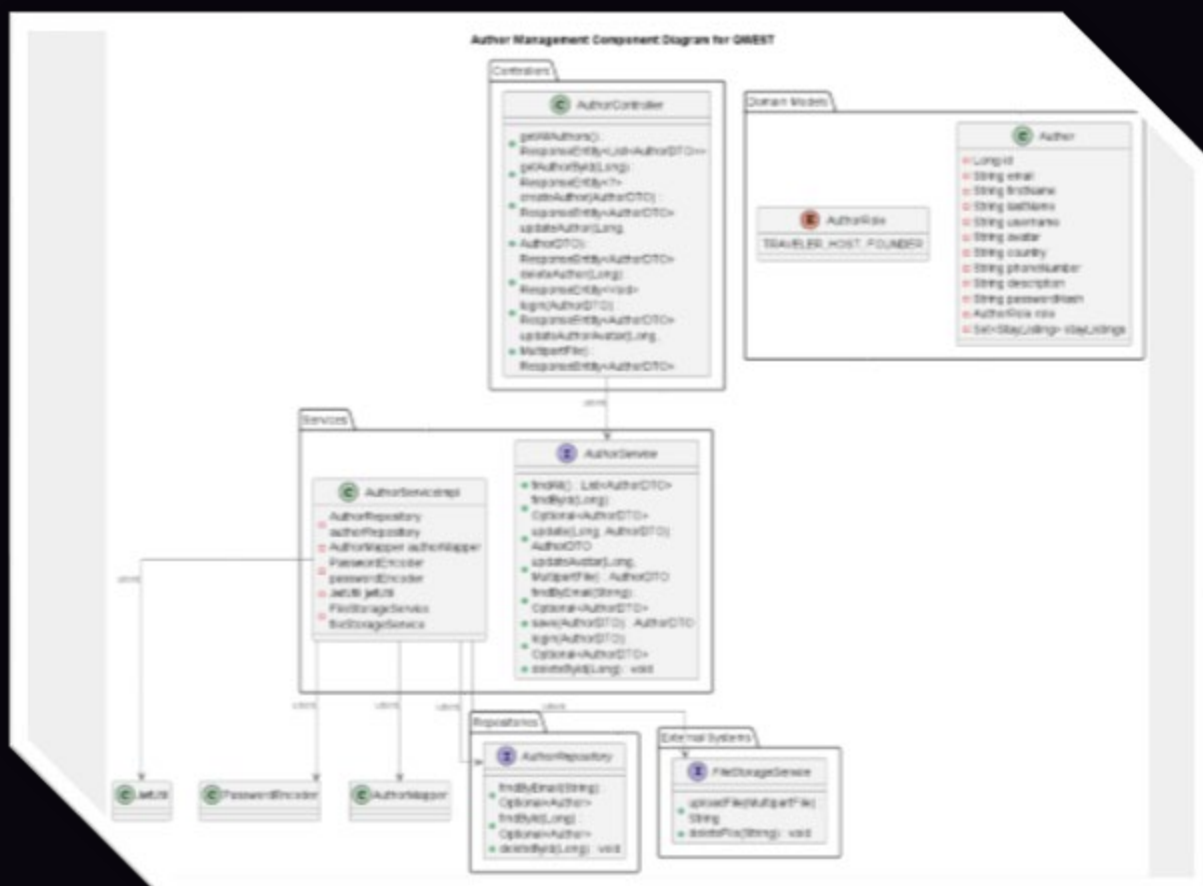 Author Management Component Diagram for QWEST
Controllers
AuthorController
getAllAuthors() :
ResponseEntity<List<AuthorDTO>>
getAuthorById(Long) :
ResponseEntity<?>
createAuthor(AuthorDTO) :
ResponseEntity<AuthorDTO>
updateAuthor(Long,
AuthorDTO) :
ResponseEntity<AuthorDTO>
deleteAuthor(Long) :
ResponseEntity<Void>
login(AuthorDTO) :
ResponseEntity<AuthorDTO>
updateAuthorAvatar(Long,
MultipartFile) :
ResponseEntity<AuthorDTO>
Domain Models
AuthorRole
TRAVELER, HOST, FOUNDER
Author
Long id
String email
String firstName
String lastName
String username
String avatar
String country
String phoneNumber
String description
String passwordHash
AuthorRole role
Set<StayListing> stayListings
uses
Services
AuthorServiceImpl
AuthorRepository
authorRepository
AuthorMapper authorMapper
PasswordEncoder
passwordEncoder
JwtUtil jwtUtil
FileStorageService
fileStorageService
AuthorService
findAll() : List<AuthorDTO>
findById(Long) :
Optional<AuthorDTO>
update(Long, AuthorDTO) :
AuthorDTO
updateAvatar(Long,
MultipartFile) : AuthorDTO
findByEmail(String) :
Optional<AuthorDTO>
save(AuthorDTO) : AuthorDTO
login(AuthorDTO) :
Optional<AuthorDTO>
deleteById(Long) : void
uses
uses
uses
uses
uses
JwtUtil
PasswordEncoder
AuthorMapper
Repositories
AuthorRepository
findByEmail(String) :
Optional<Author>
findById(Long) :
Optional<Author>
deleteById(Long) : void
External Systems
FileStorageService
uploadFile(MultipartFile) :
String
deleteFile(String) : void